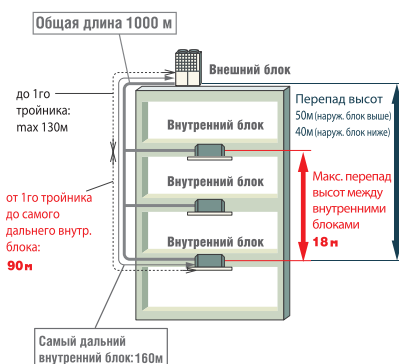 Общая длина 1000 м
Внешний блок
до 1го
тройника:
max 130м
Перепад высот
50м (наруж. блок выше)
40м (наруж. блок ниже)
Внутренний блок
Внутренний блок
Внутренний блок
Макс. перепад
высот между
внутренними
блоками
18 м
от 1го тройника
до самого
дальнего внутр.
блока:
90м
Самый дальний
внутренний блок:160м